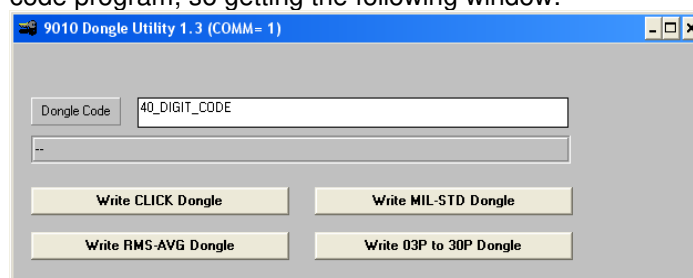 code program, so getting the following window:
9010 Dongle Utility 1.3 (COMM= 1)
Dongle Code 40_DIGIT_CODE
--
Write CLICK Dongle Write MIL-STD Dongle
Write RMS-AVG Dongle Write 03P to 30P Dongle